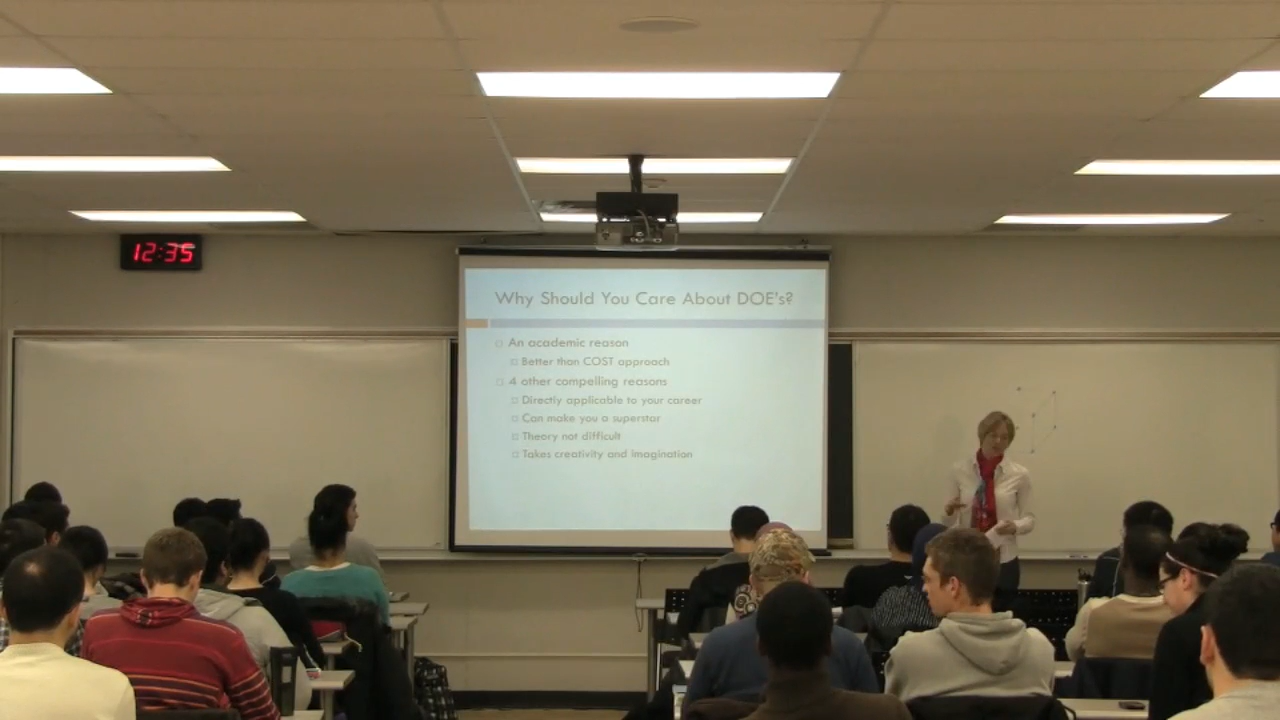 12:35
Why Should You Care About DOE's?
An academic reason
Better than COST approach
4 other compelling reasons
Directly applicable to your career
Can make you a superstar
Theory not difficult
Takes creativity and imagination